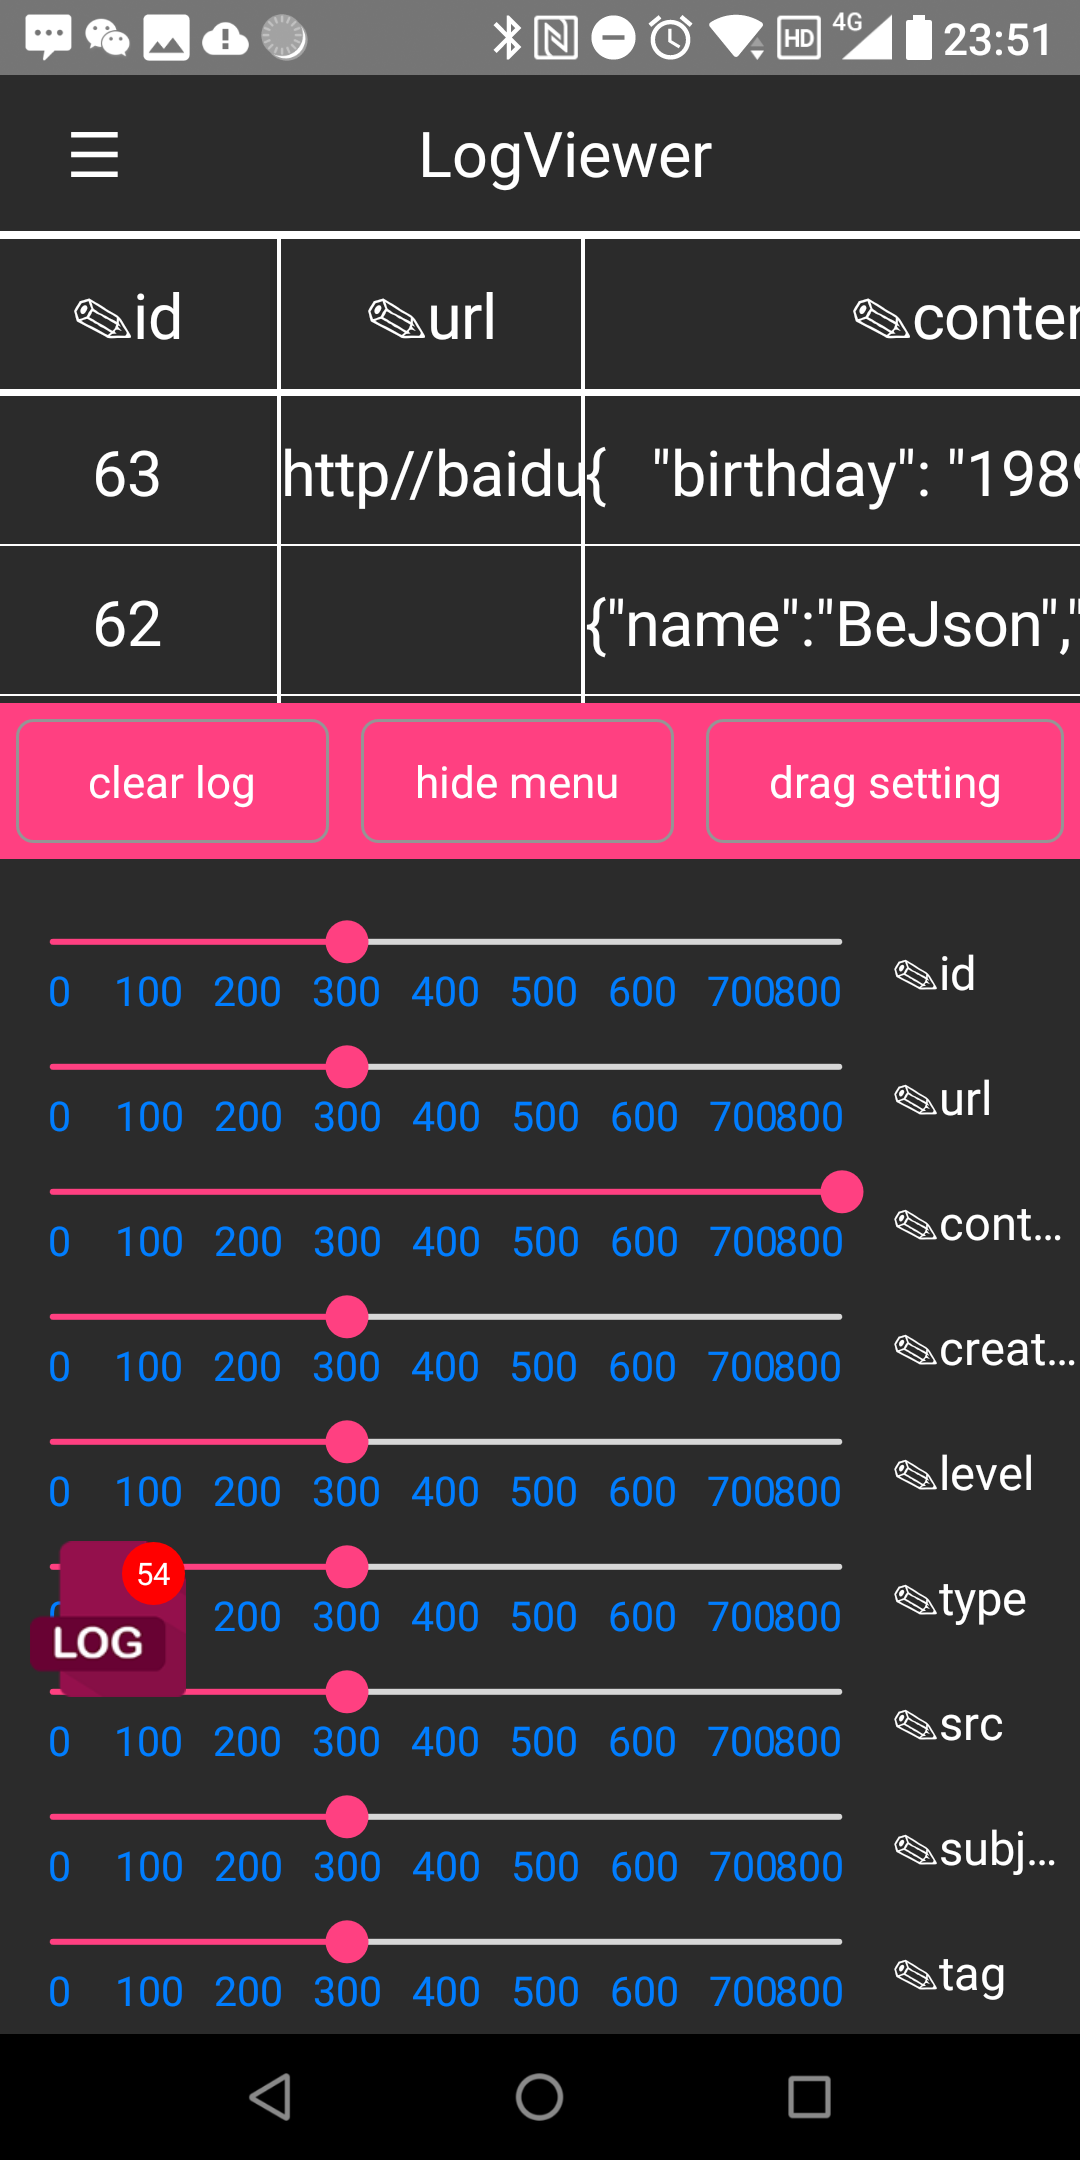 4G 23:51
HD
☰ LogViewer
✎id ✎url ✎conten
63 http//baidu { "birthday": "1989
62 {"name":"BeJson","
clear log hide menu drag setting
0 100 200 300 400 500 600 700800 ✎id
0 100 200 300 400 500 600 700800 ✎url
0 100 200 300 400 500 600 700800 ✎cont...
0 100 200 300 400 500 600 700800 ✎creat...
0 100 200 300 400 500 600 700800 ✎level
54
200 300 400 500 600 700800 ✎type
LOG
0 100 200 300 400 500 600 700800 ✎src
0 100 200 300 400 500 600 700800 ✎subj...
0 100 200 300 400 500 600 700800 ✎tag